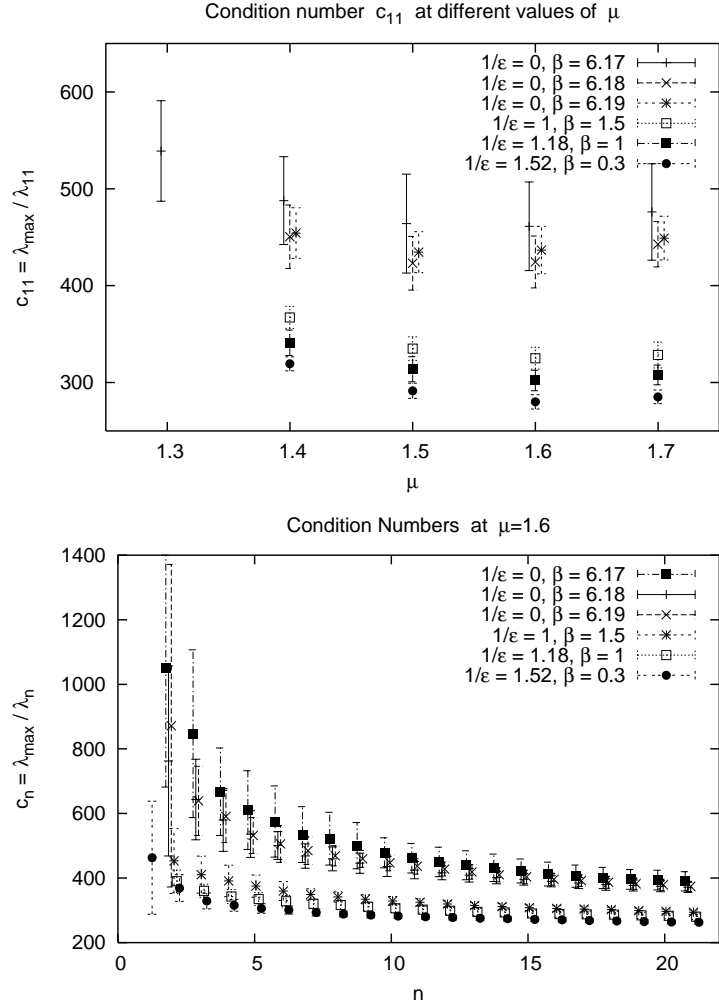 Condition number c11 at different values of μ
1/ε = 0, β = 6.17
1/ε = 0, β = 6.18
1/ε = 0, β = 6.19
1/ε = 1, β = 1.5
1/ε = 1.18, β = 1
1/ε = 1.52, β = 0.3
600
500
400
300
c11 = λmax / λ11
1.3 1.4 1.5 1.6 1.7
μ
Condition Numbers at μ=1.6
1/ε = 0, β = 6.17
1/ε = 0, β = 6.18
1/ε = 0, β = 6.19
1/ε = 1, β = 1.5
1/ε = 1.18, β = 1
1/ε = 1.52, β = 0.3
1400
1200
1000
800
600
400
200
cn = λmax / λn
0 5 10 15 20
n